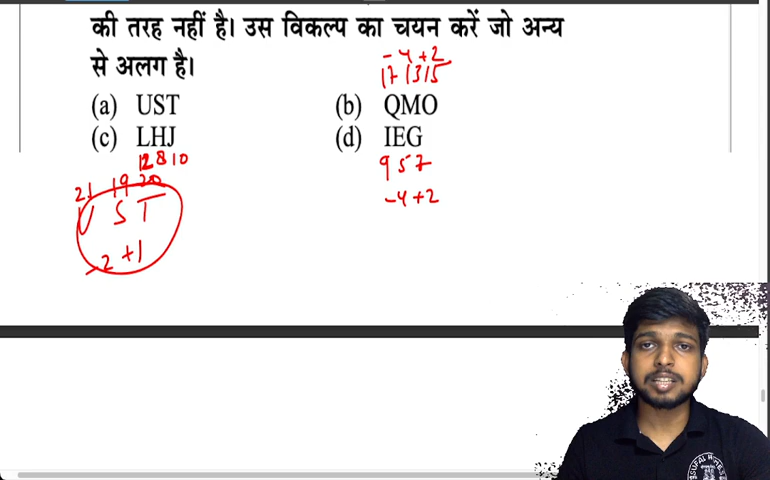 की तरह नहीं है। उस विकल्प का चयन करें जो अन्य
से अलग है।
-4 +2
17 13 15
(a) UST (b) QMO
(c) LHJ (d) IEG
12 8 10
9 5 7
-4 +2
21 19 20
U S T
-2 +1